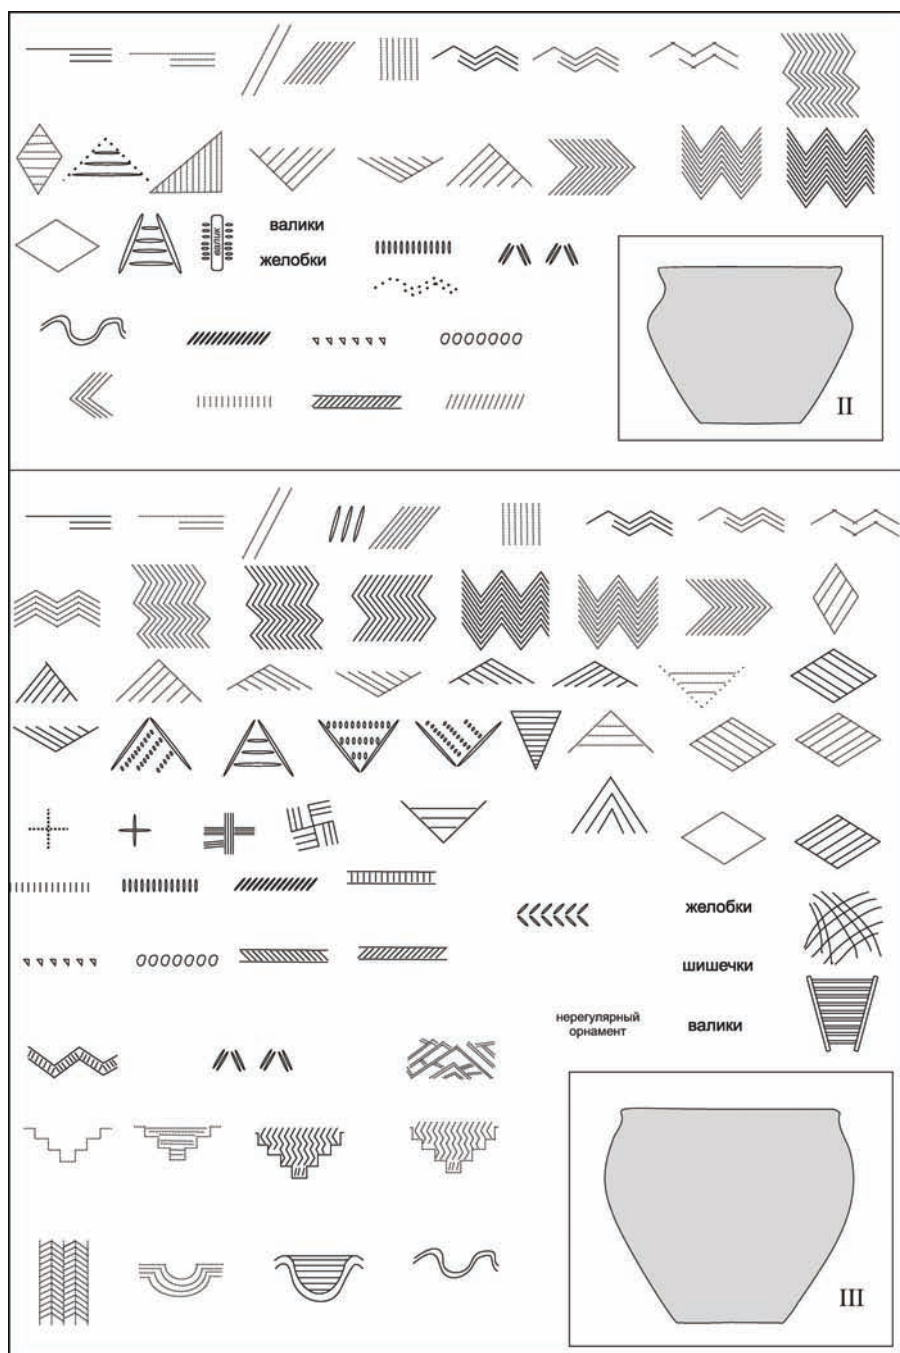 валик
валики
желобки
II
желобки
шишечки
нерегулярный
орнамент
валики
III